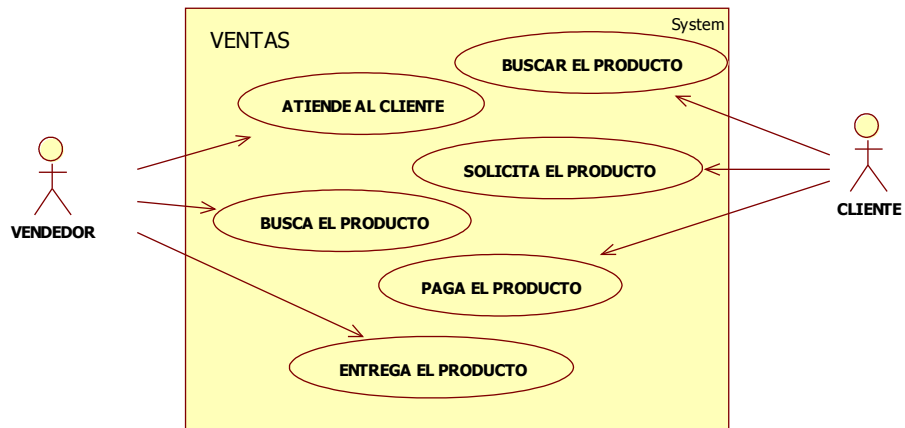 System
VENTAS
BUSCAR EL PRODUCTO
ATIENDE AL CLIENTE
SOLICITA EL PRODUCTO
CLIENTE
BUSCA EL PRODUCTO
VENDEDOR
PAGA EL PRODUCTO
ENTREGA EL PRODUCTO